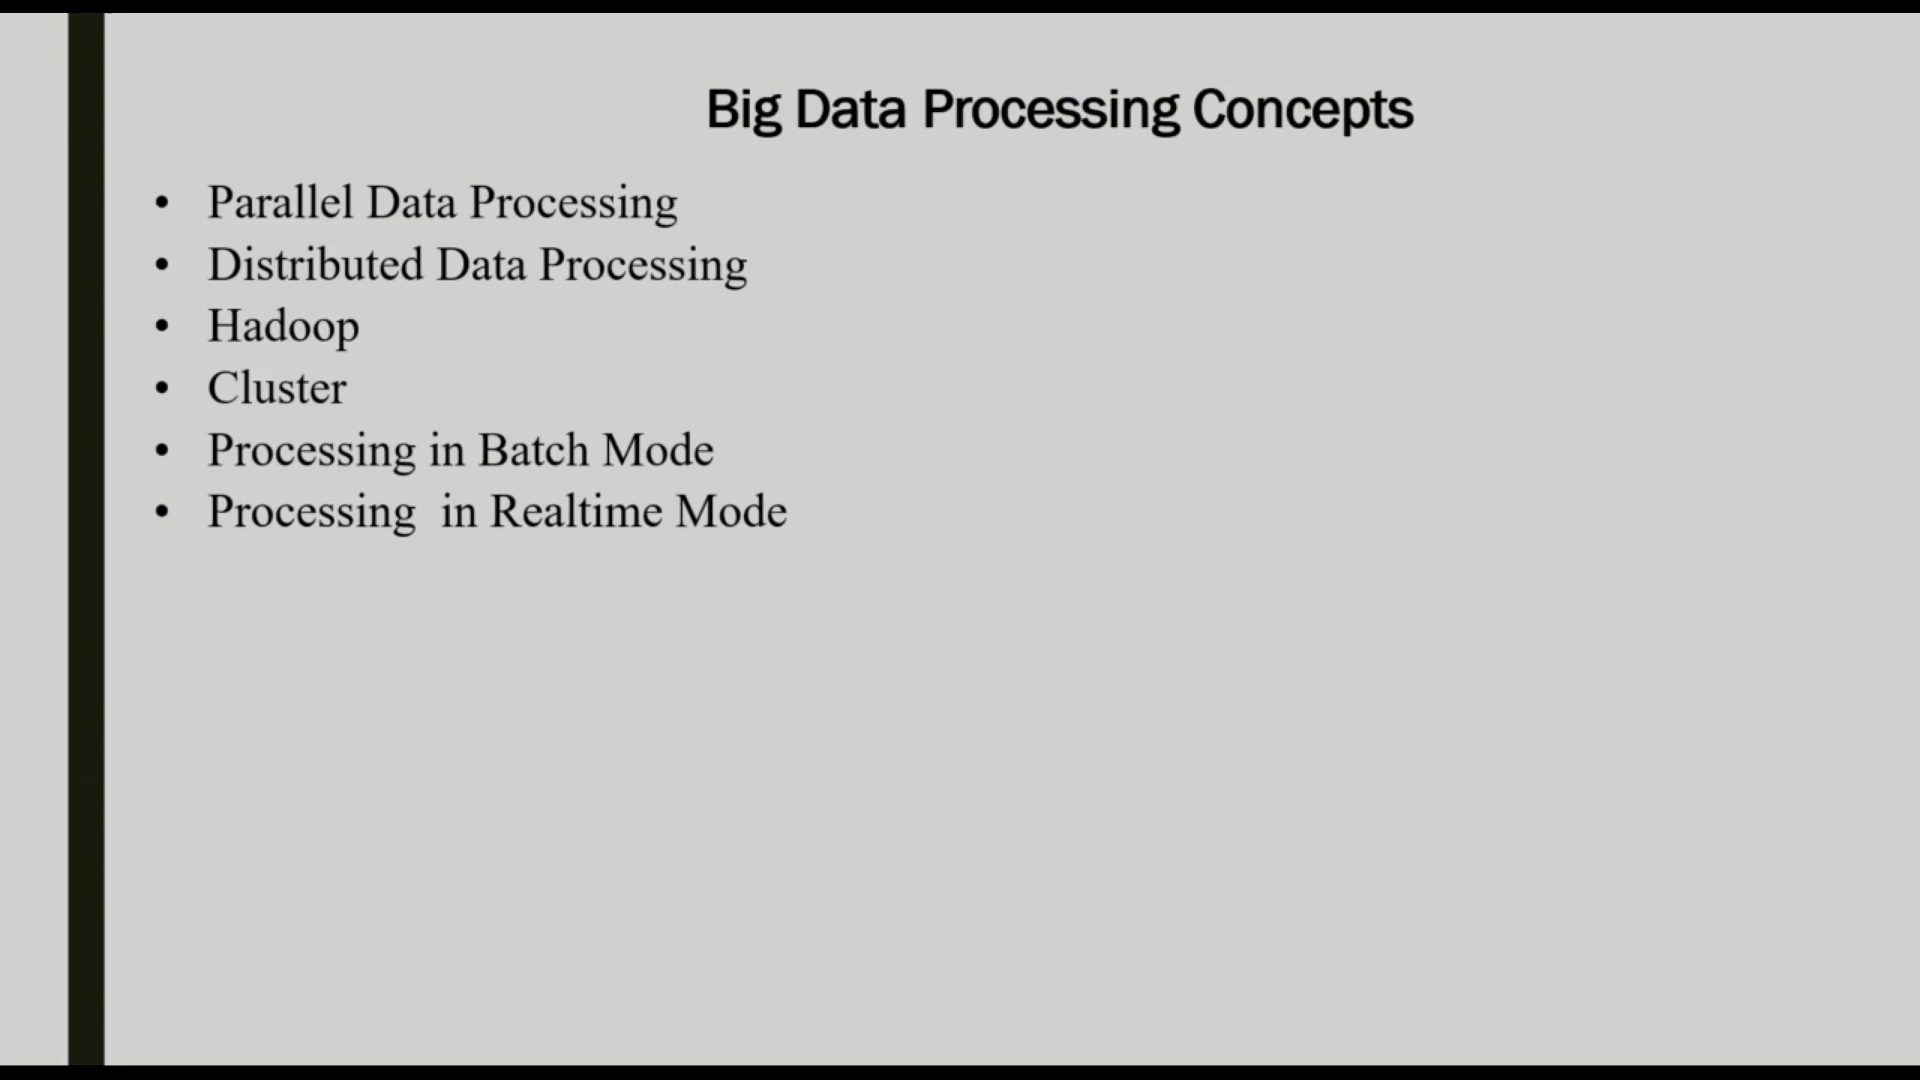 Big Data Processing Concepts
• Parallel Data Processing
• Distributed Data Processing
• Hadoop
• Cluster
• Processing in Batch Mode
• Processing  in Realtime Mode